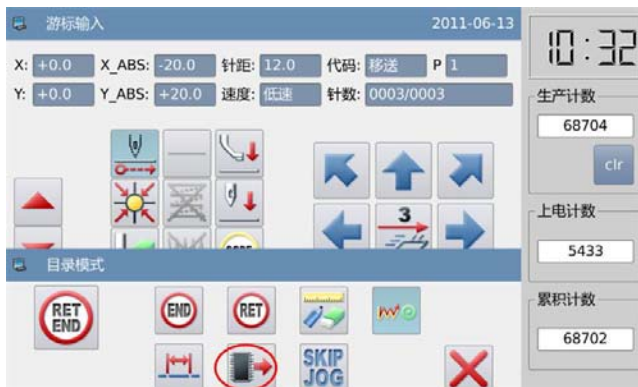 游标输入 2011-06-13
10:32
X: +0.0 X_ABS: -20.0 针距: 12.0 代码: 移送 P 1
Y: +0.0 Y_ABS: +20.0 速度: 低速 针数: 0003/0003
生产计数
68704
clr
上电计数
5433
累积计数
68702
3
目录模式
RET
END
END
RET
SKIP
JOG